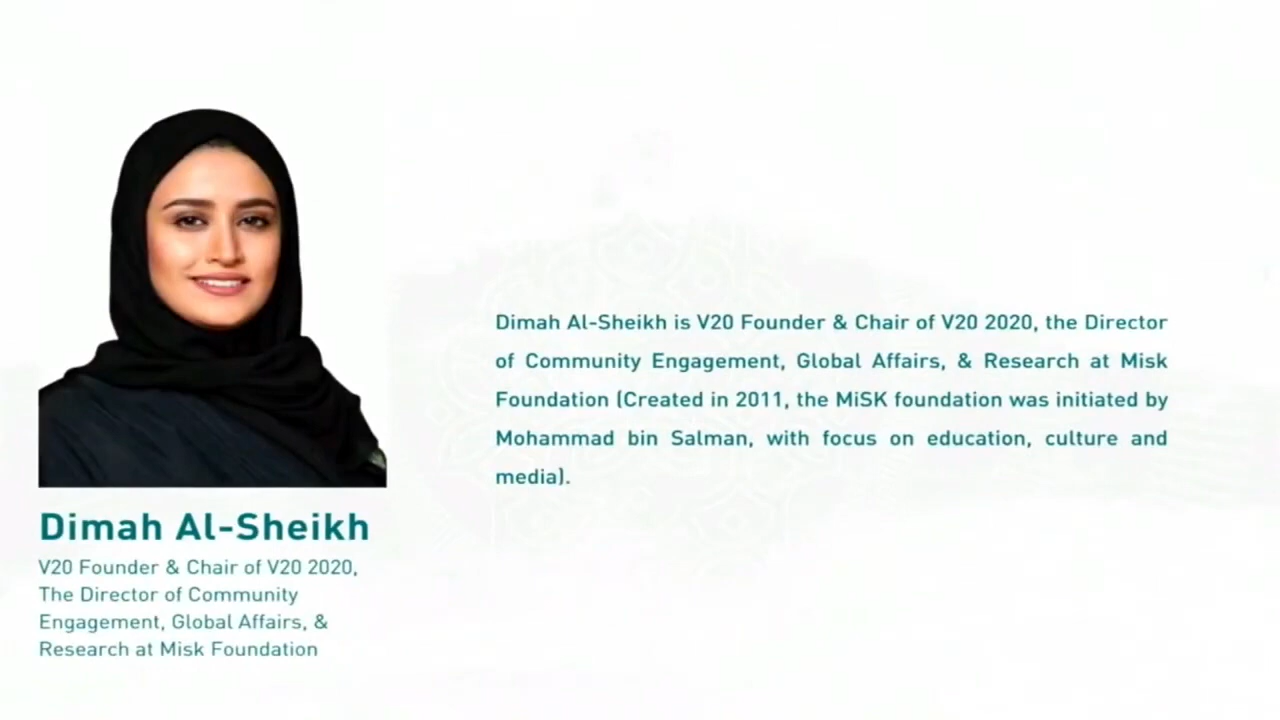 Dimah Al-Sheikh is V20 Founder & Chair of V20 2020, the Director
of Community Engagement, Global Affairs, & Research at Misk
Foundation (Created in 2011, the MiSK foundation was initiated by
Mohammad bin Salman, with focus on education, culture and
media).
Dimah Al-Sheikh
V20 Founder & Chair of V20 2020,
The Director of Community
Engagement, Global Affairs, &
Research at Misk Foundation